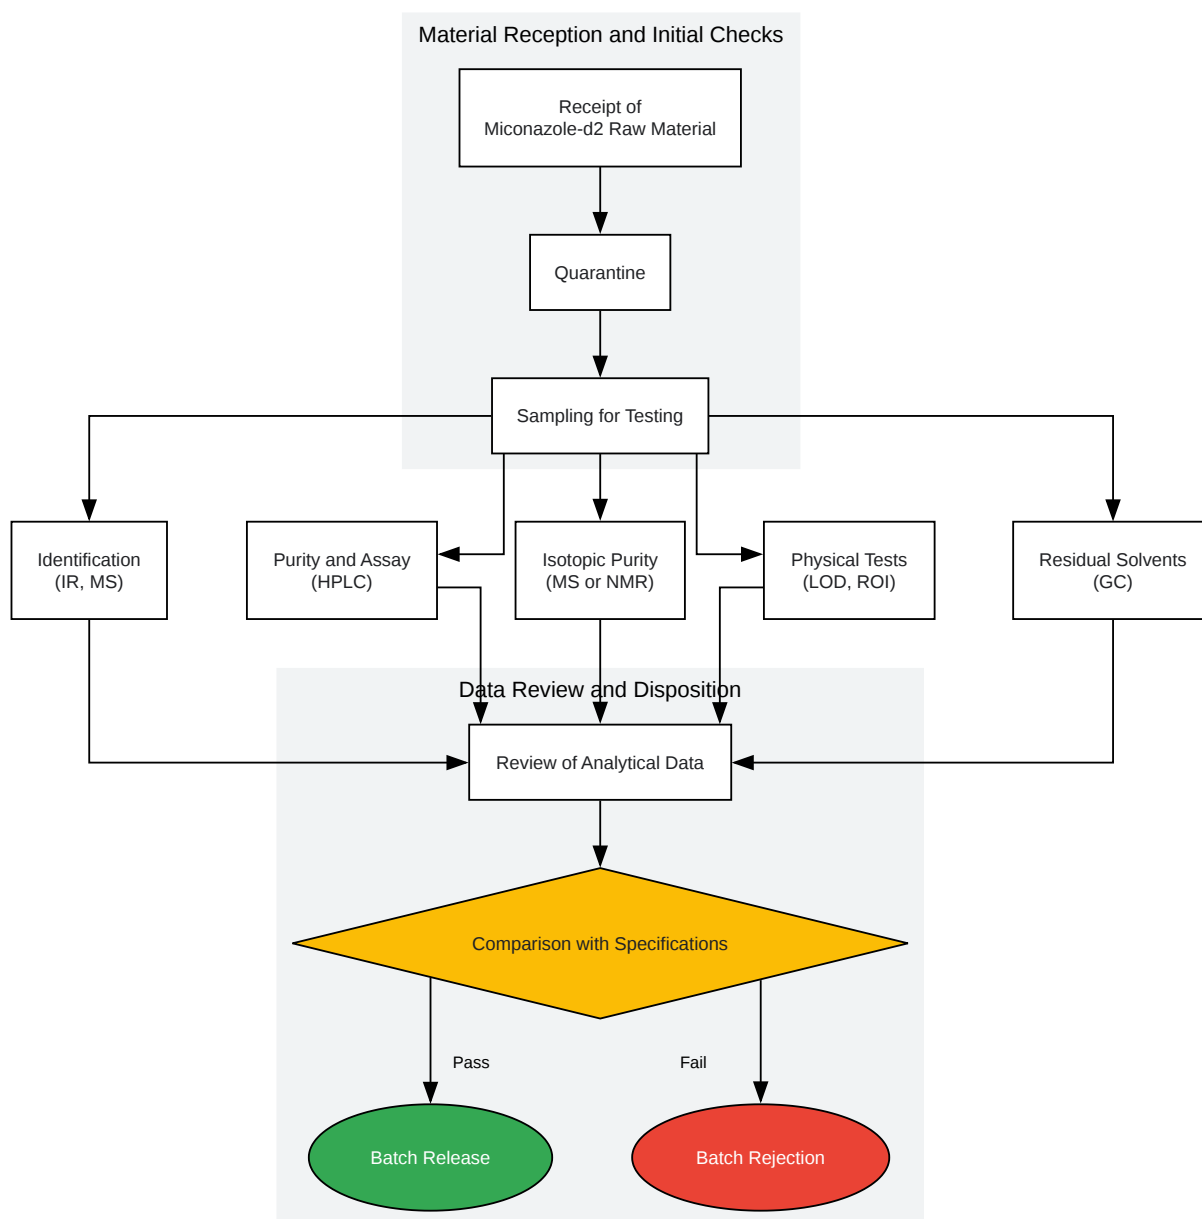 Material Reception and Initial Checks
Receipt of
Miconazole-d2 Raw Material
Quarantine
Sampling for Testing
Identification
(IR, MS)
Purity and Assay
(HPLC)
Isotopic Purity
(MS or NMR)
Physical Tests
(LOD, ROI)
Residual Solvents
(GC)
Data Review and Disposition
Review of Analytical Data
Comparison with Specifications
Pass
Fail
Batch Release
Batch Rejection